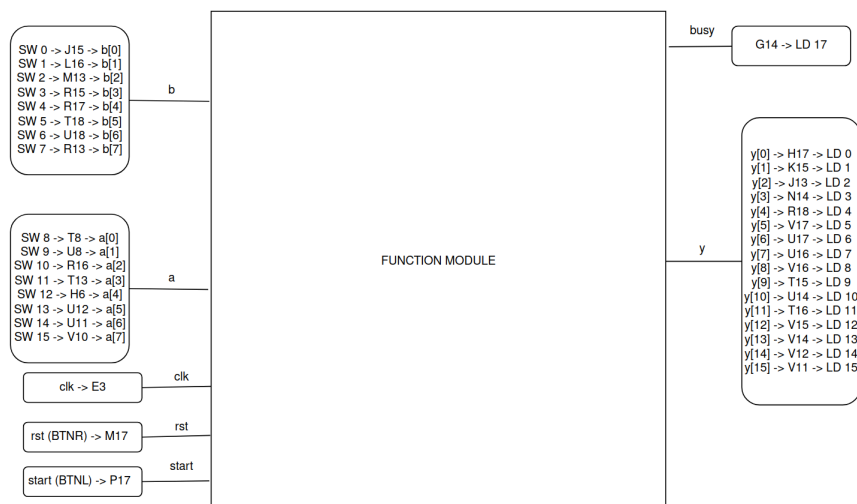 SW 0 -> J15 -> b[0]
SW 1 -> L16 -> b[1]
SW 2 -> M13 -> b[2]
SW 3 -> R15 -> b[3]
SW 4 -> R17 -> b[4]
SW 5 -> T18 -> b[5]
SW 6 -> U18 -> b[6]
SW 7 -> R13 -> b[7]
b
SW 8 -> T8 -> a[0]
SW 9 -> U8 -> a[1]
SW 10 -> R16 -> a[2]
SW 11 -> T13 -> a[3]
SW 12 -> H6 -> a[4]
SW 13 -> U12 -> a[5]
SW 14 -> U11 -> a[6]
SW 15 -> V10 -> a[7]
a
clk -> E3
clk
rst (BTNR) -> M17
rst
start (BTNL) -> P17
start
FUNCTION MODULE
busy
G14 -> LD 17
y
y[0] -> H17 -> LD 0
y[1] -> K15 -> LD 1
y[2] -> J13 -> LD 2
y[3] -> N14 -> LD 3
y[4] -> R18 -> LD 4
y[5] -> V17 -> LD 5
y[6] -> U17 -> LD 6
y[7] -> U16 -> LD 7
y[8] -> V16 -> LD 8
y[9] -> T15 -> LD 9
y[10] -> U14 -> LD 10
y[11] -> T16 -> LD 11
y[12] -> V15 -> LD 12
y[13] -> V14 -> LD 13
y[14] -> V12 -> LD 14
y[15] -> V11 -> LD 15